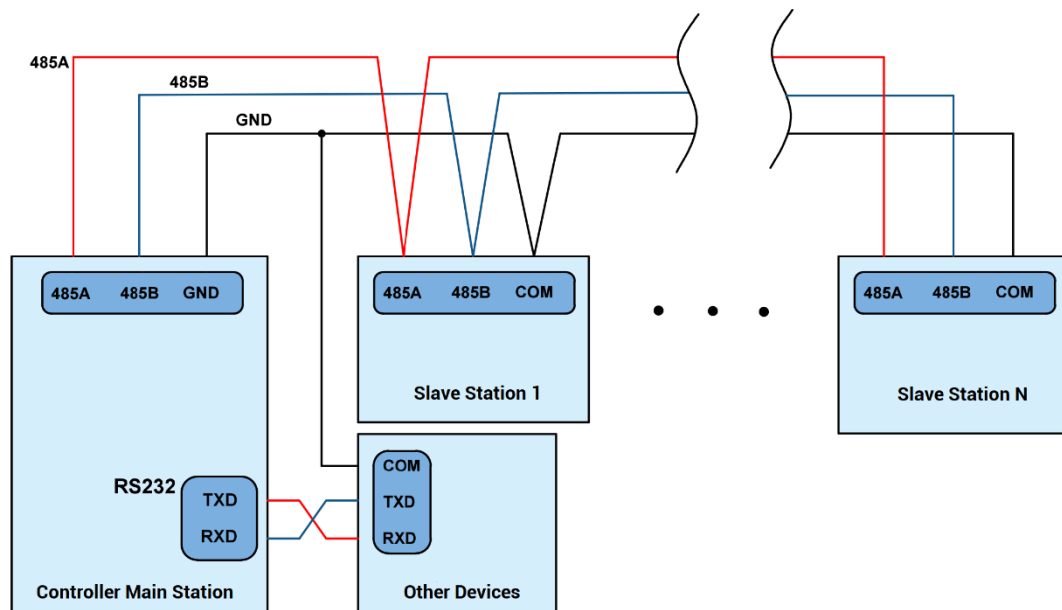 485A
485B
GND
485A 485B GND
485A 485B COM
485A 485B COM
Slave Station 1
Slave Station N
COM
RS232
TXD
TXD
RXD
RXD
Controller Main Station
Other Devices